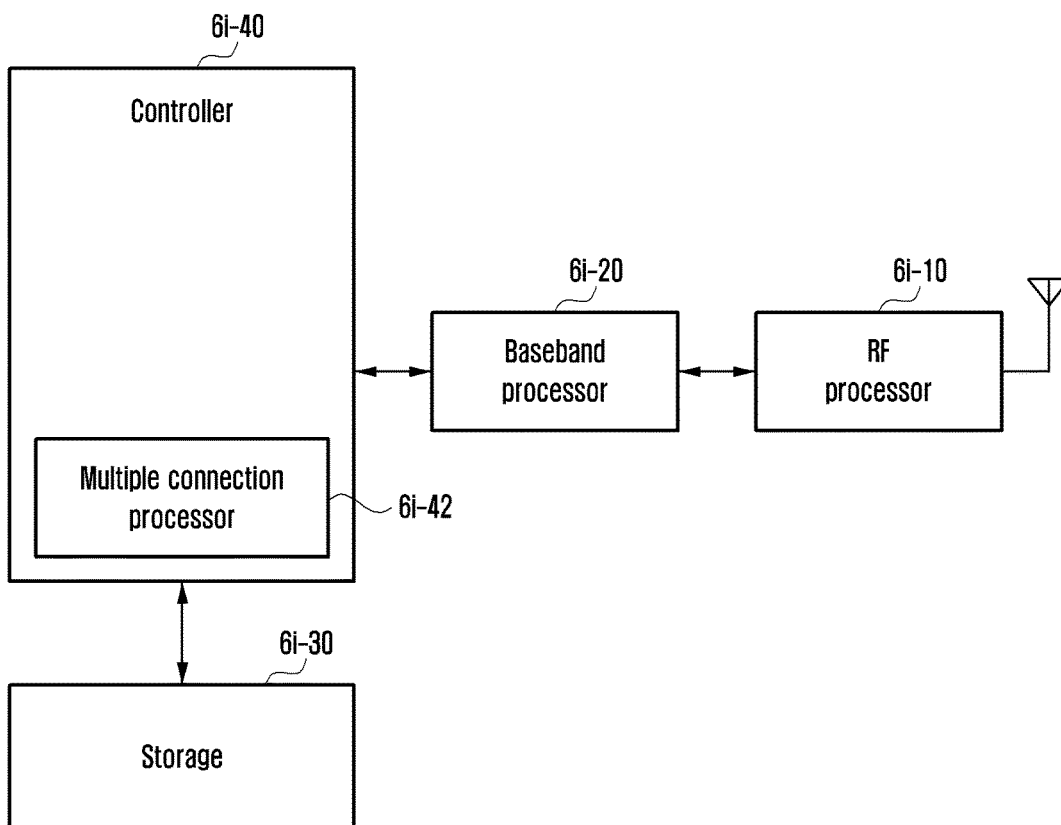 6i-40
Controller
6i-20
6i-10
Baseband
processor
RF
processor
Multiple connection
processor
6i-42
6i-30
Storage